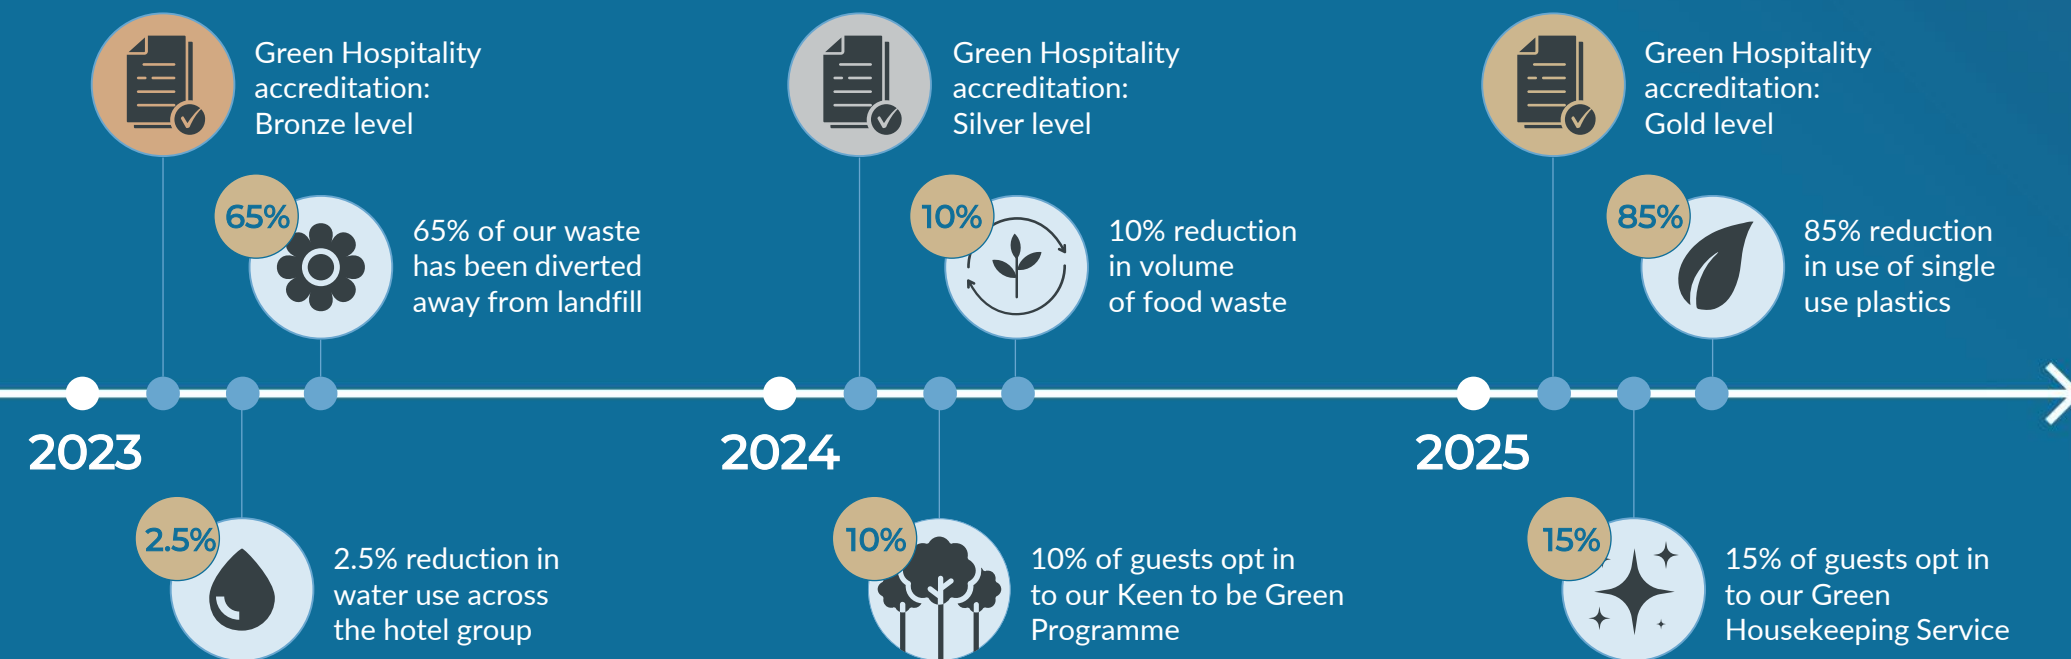 Green Hospitality
accreditation:
Bronze level
65%
65% of our waste
has been diverted
away from landfill
2023
2.5%
2.5% reduction in
water use across
the hotel group
Green Hospitality
accreditation:
Silver level
10%
10% reduction
in volume
of food waste
2024
10%
10% of guests opt in
to our Keen to be Green
Programme
Green Hospitality
accreditation:
Gold level
85%
85% reduction
in use of single
use plastics
2025
15%
15% of guests opt in
to our Green
Housekeeping Service